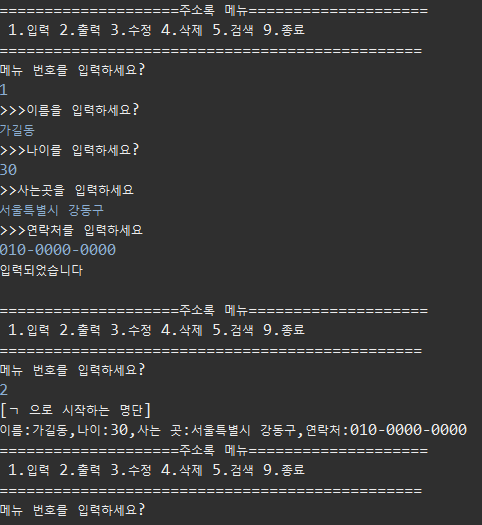 ====================주소록 메뉴====================
1.입력 2.출력 3.수정 4.삭제 5.검색 9.종료
===============================================
메뉴 번호를 입력하세요?
1
>>>이름을 입력하세요?
가길동
>>>나이를 입력하세요?
30
>>사는곳을 입력하세요
서울특별시 강동구
>>>연락처를 입력하세요
010-0000-0000
입력되었습니다
====================주소록 메뉴====================
1.입력 2.출력 3.수정 4.삭제 5.검색 9.종료
===============================================
메뉴 번호를 입력하세요?
2
[ㄱ 으로 시작하는 명단]
이름:가길동,나이:30,사는 곳:서울특별시 강동구,연락처:010-0000-0000
====================주소록 메뉴====================
1.입력 2.출력 3.수정 4.삭제 5.검색 9.종료
===============================================
메뉴 번호를 입력하세요?